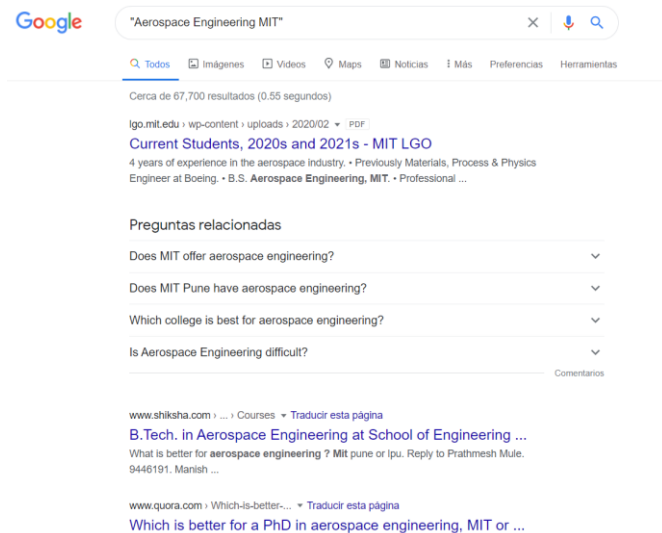 Google
"Aerospace Engineering MIT"
Todos Imágenes Videos Maps Noticias Más Preferencias Herramientas
Cerca de 67,700 resultados (0.55 segundos)
lgo.mit.edu › wp-content › uploads › 2020/02 PDF
Current Students, 2020s and 2021s - MIT LGO
4 years of experience in the aerospace industry. • Previously Materials, Process & Physics
Engineer at Boeing. • B.S. Aerospace Engineering, MIT. • Professional ...
Preguntas relacionadas
Does MIT offer aerospace engineering?
Does MIT Pune have aerospace engineering?
Which college is best for aerospace engineering?
Is Aerospace Engineering difficult?
Comentarios
www.shiksha.com › ... › Courses Traducir esta página
B.Tech. in Aerospace Engineering at School of Engineering ...
What is better for aerospace engineering ? Mit pune or Ipu. Reply to Prathmesh Mule.
9446191. Manish ...
www.quora.com › Which-is-better-... Traducir esta página
Which is better for a PhD in aerospace engineering, MIT or ...